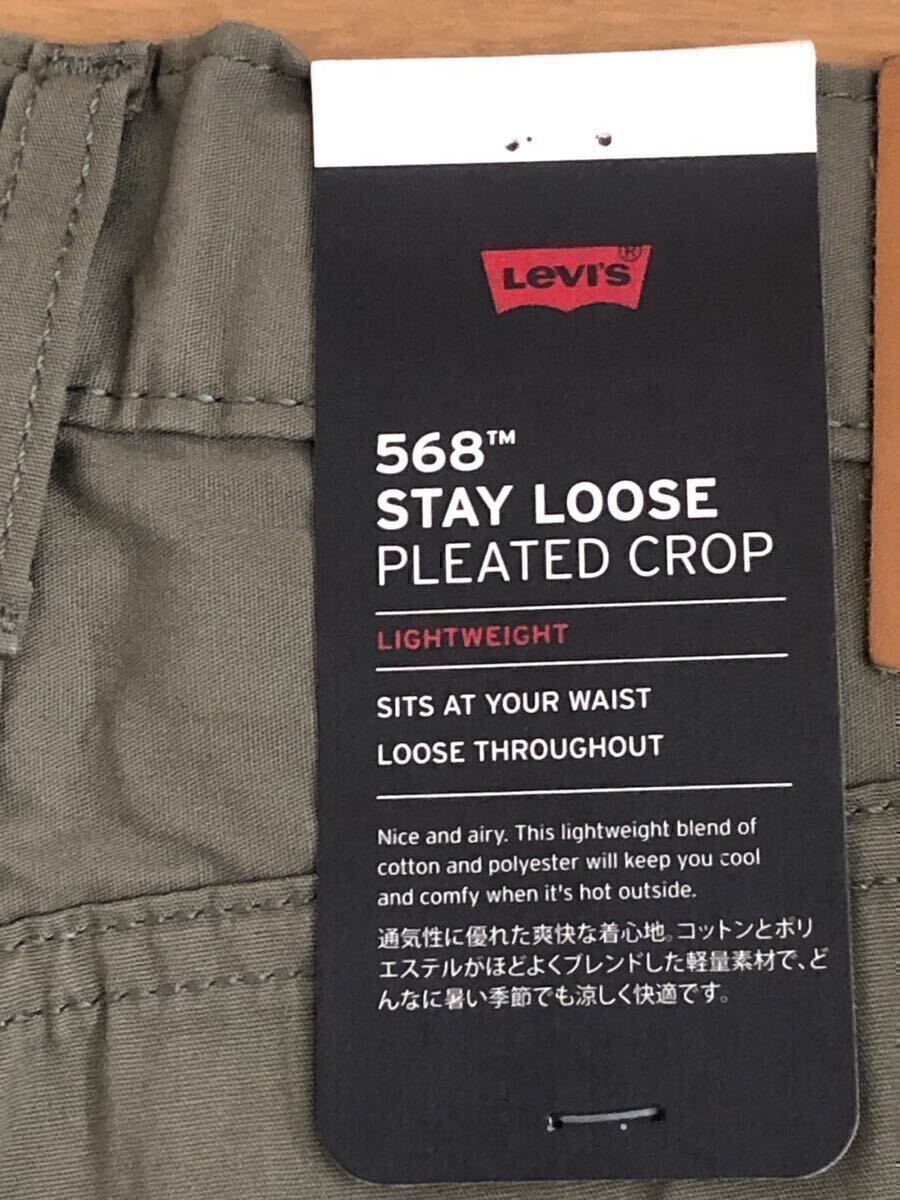 LEVI'S®
568™
STAY LOOSE
PLEATED CROP
LIGHTWEIGHT
SITS AT YOUR WAIST
LOOSE THROUGHOUT
Nice and airy. This lightweight blend of
cotton and polyester will keep you cool
and comfy when it's hot outside.
通気性に優れた爽快な着心地。コットンとポリ
エステルがほどよくブレンドした軽量素材で、ど
んなに暑い季節でも涼しく快適です。